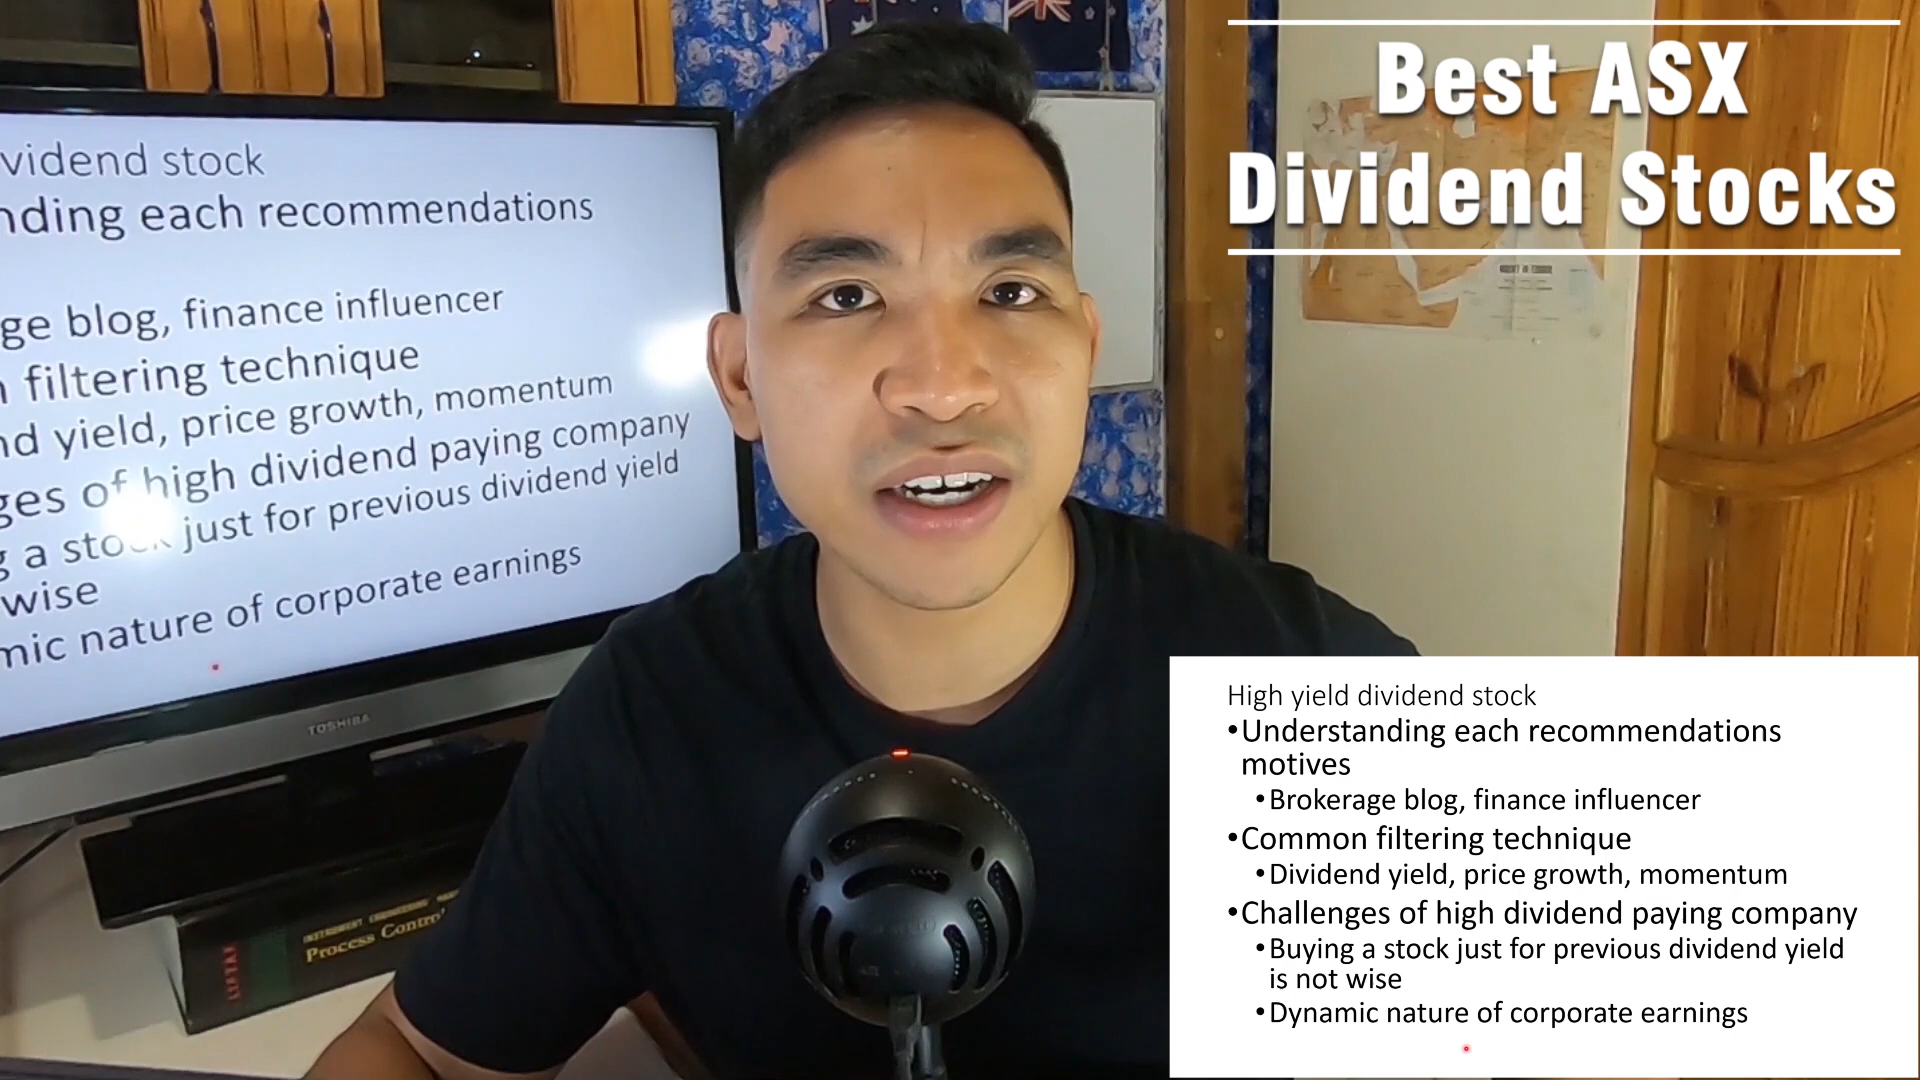 Best ASX
Dividend Stocks
vidend stock
nding each recommendations
ge blog, finance influencer
filtering technique
nd yield, price growth, momentum
ges of high dividend paying company
g a stock just for previous dividend yield
wise
mic nature of corporate earnings
TOSHIBA
Process Contro
LIPTAK
High yield dividend stock
•Understanding each recommendations
motives
•Brokerage blog, finance influencer
•Common filtering technique
•Dividend yield, price growth, momentum
•Challenges of high dividend paying company
•Buying a stock just for previous dividend yield
is not wise
•Dynamic nature of corporate earnings